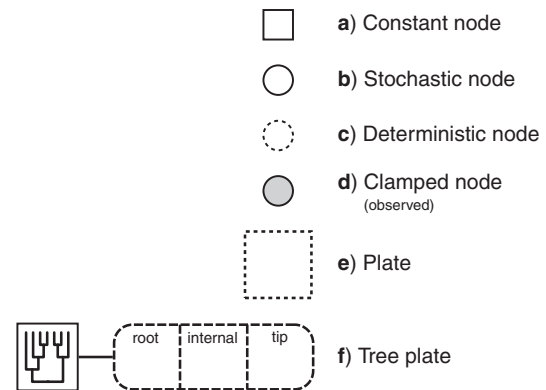 a) Constant node
b) Stochastic node
c) Deterministic node
d) Clamped node
(observed)
e) Plate
root internal tip
f) Tree plate